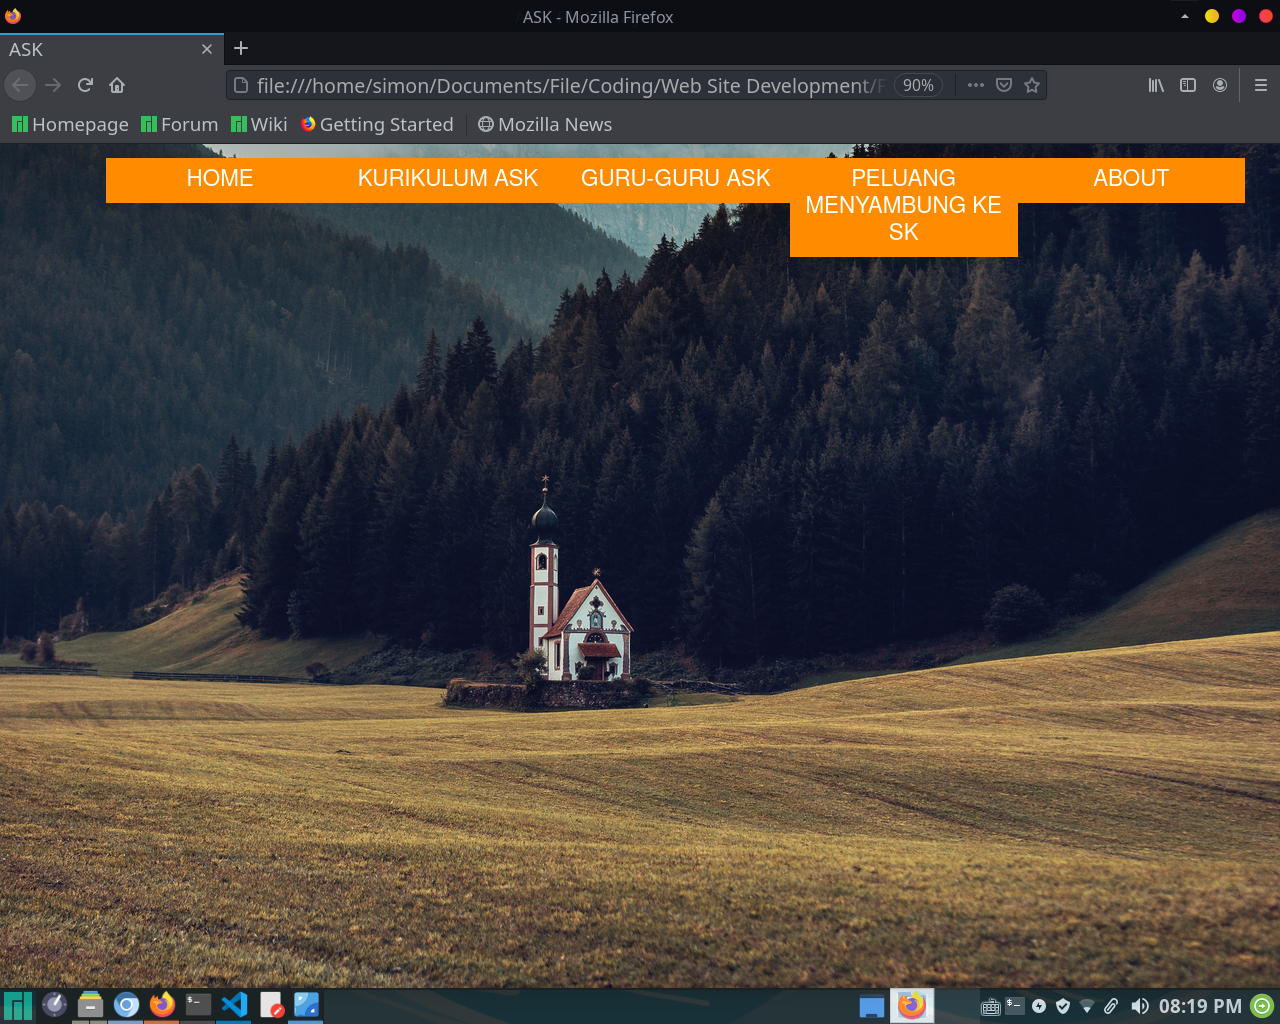 ASK - Mozilla Firefox
ASK
file:///home/simon/Documents/File/Coding/Web Site Development/
90%
Homepage
Forum
Wiki
Getting Started
Mozilla News
HOME
KURIKULUM ASK
GURU-GURU ASK
PELUANG
MENYAMBUNG KE
SK
ABOUT
08:19 PM